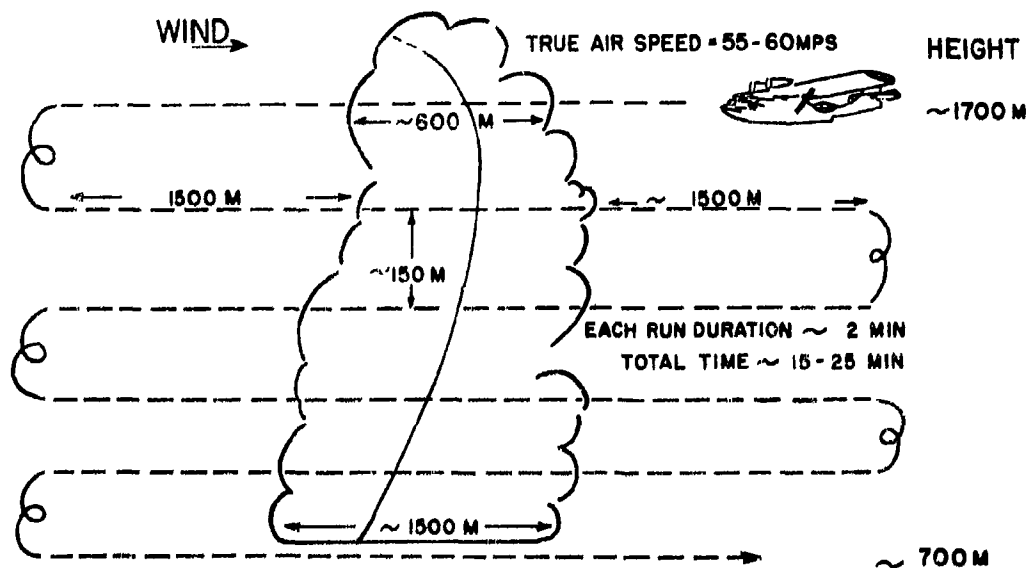 WIND
TRUE AIR SPEED = 55-60MPS
HEIGHT
~600 M
~1700 M
1500 M
~ 1500 M
~150 M
EACH RUN DURATION ~ 2 MIN
TOTAL TIME ~ 15-25 MIN
~ 1500 M
~ 700 M